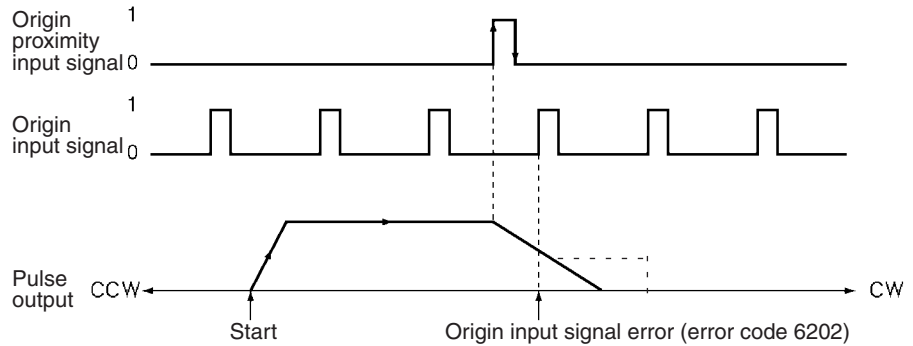 Origin
proximity
input signal
1
0
Origin
input signal
1
0
Pulse
output
CCW
CW
Start
Origin input signal error (error code 6202)